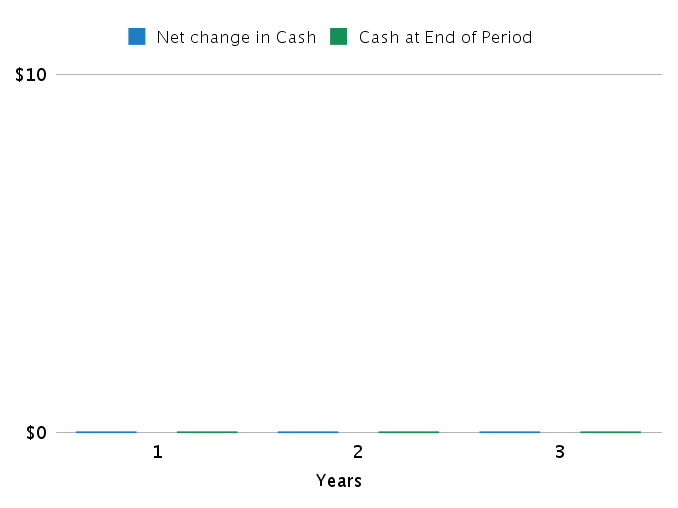 Net change in Cash Cash at End of Period
$10
$0
1 2 3
Years